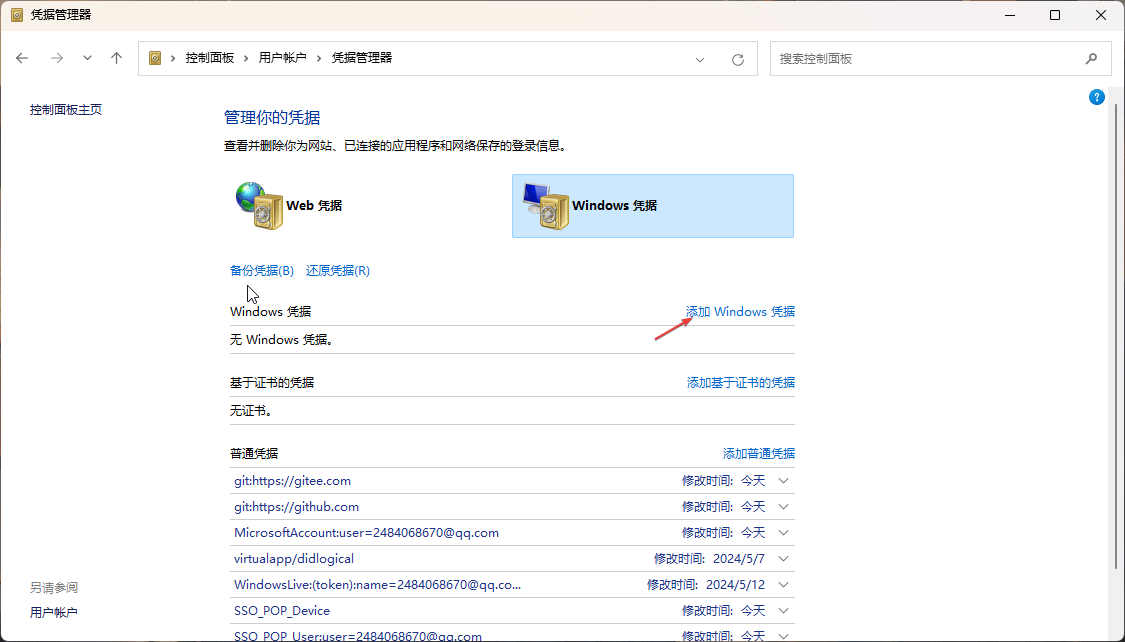 凭据管理器
控制面板 › 用户帐户 › 凭据管理器
搜索控制面板
控制面板主页
管理你的凭据
查看并删除你为网站、已连接的应用程序和网络保存的登录信息。
Web 凭据
Windows 凭据
备份凭据(B) 还原凭据(R)
Windows 凭据 添加 Windows 凭据
无 Windows 凭据。
基于证书的凭据 添加基于证书的凭据
无证书。
普通凭据 添加普通凭据
git:https://gitee.com 修改时间: 今天
git:https://github.com 修改时间: 今天
MicrosoftAccount:user=2484068670@qq.com 修改时间: 今天
virtualapp/didlogical 修改时间: 2024/5/7
WindowsLive:(token):name=2484068670@qq.co... 修改时间: 2024/5/12
SSO_POP_Device 修改时间: 今天
SSO_POP_User:user=2484068670@qq.com 修改时间: 今天
另请参阅
用户帐户